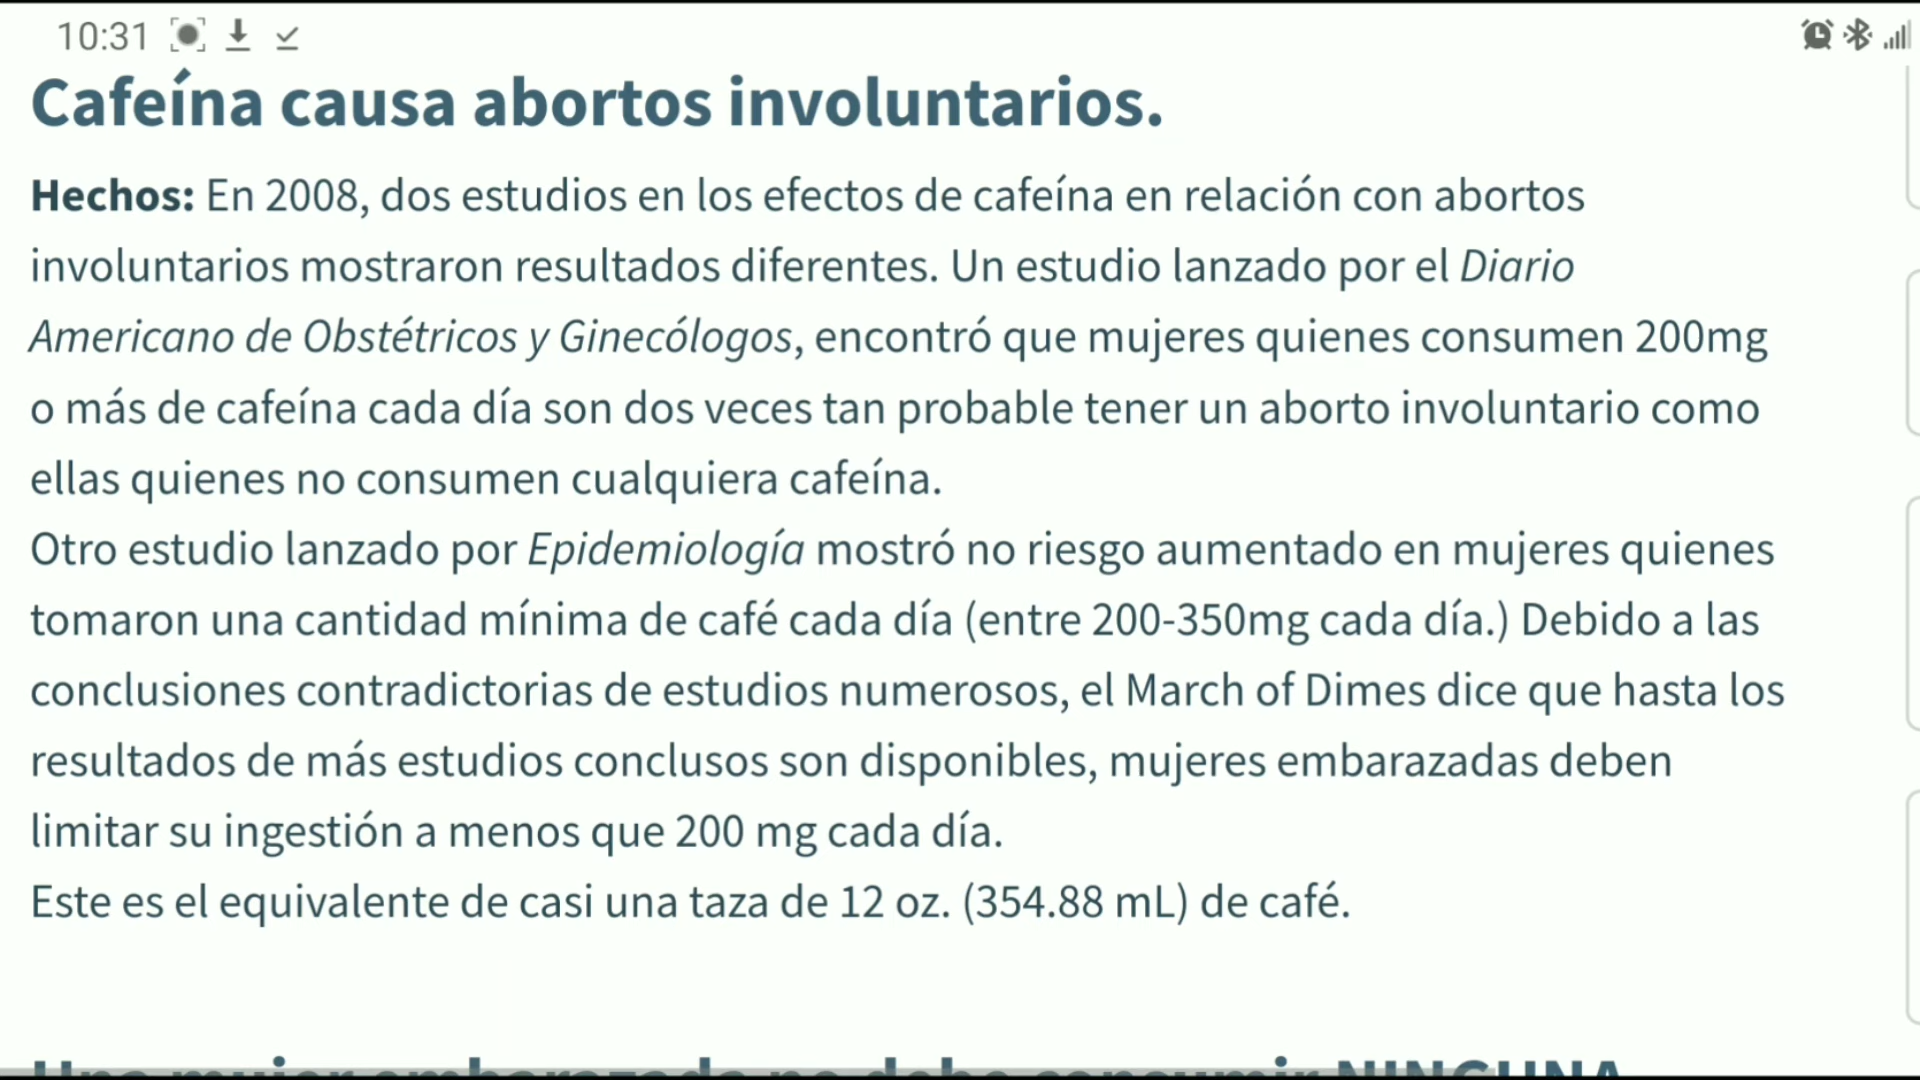 10:31
Cafeína causa abortos involuntarios.
Hechos: En 2008, dos estudios en los efectos de cafeína en relación con abortos
involuntarios mostraron resultados diferentes. Un estudio lanzado por el Diario
Americano de Obstétricos y Ginecólogos, encontró que mujeres quienes consumen 200mg
o más de cafeína cada día son dos veces tan probable tener un aborto involuntario como
ellas quienes no consumen cualquiera cafeína.
Otro estudio lanzado por Epidemiología mostró no riesgo aumentado en mujeres quienes
tomaron una cantidad mínima de café cada día (entre 200-350mg cada día.) Debido a las
conclusiones contradictorias de estudios numerosos, el March of Dimes dice que hasta los
resultados de más estudios conclusos son disponibles, mujeres embarazadas deben
limitar su ingestión a menos que 200 mg cada día.
Este es el equivalente de casi una taza de 12 oz. (354.88 mL) de café.
Una mujer embarazada no debe consumir NINGUNA